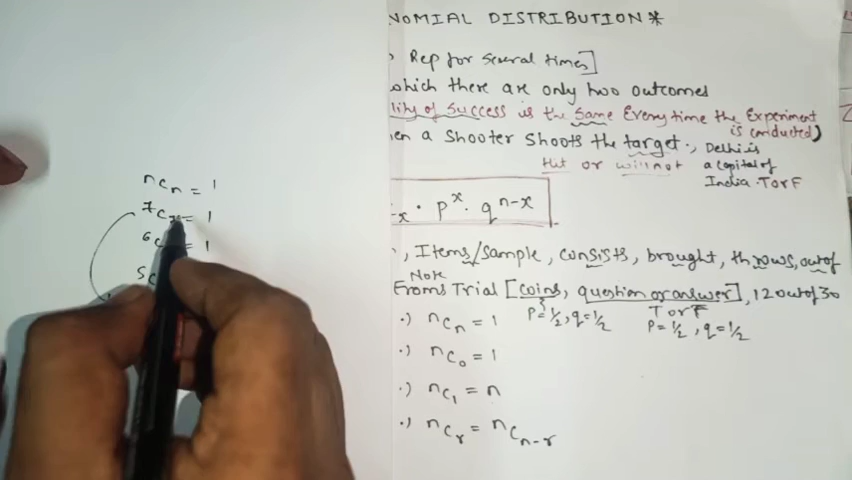 NOMIAL DISTRIBUTION*
Rep for several times]
which there are only two outcomes
lity of success is the same Every time the Experiment
is conducted)
en a shooter shoots the target., Delhi is
Hit or will not a capital of
India. T or F
-x · p^x · q^{n-x}
, Items/sample, consists, brought, throws, out of
Note
From Trial [coins, question or answer], 12 out of 30
P=1/2, q=1/2
T or F
P=1/2, q=1/2
·) nCn = 1
·) nC0 = 1
·) nC1 = n
·) nCr = nCn-r
nCn = 1
7C7 = 1
6C = 1
5C